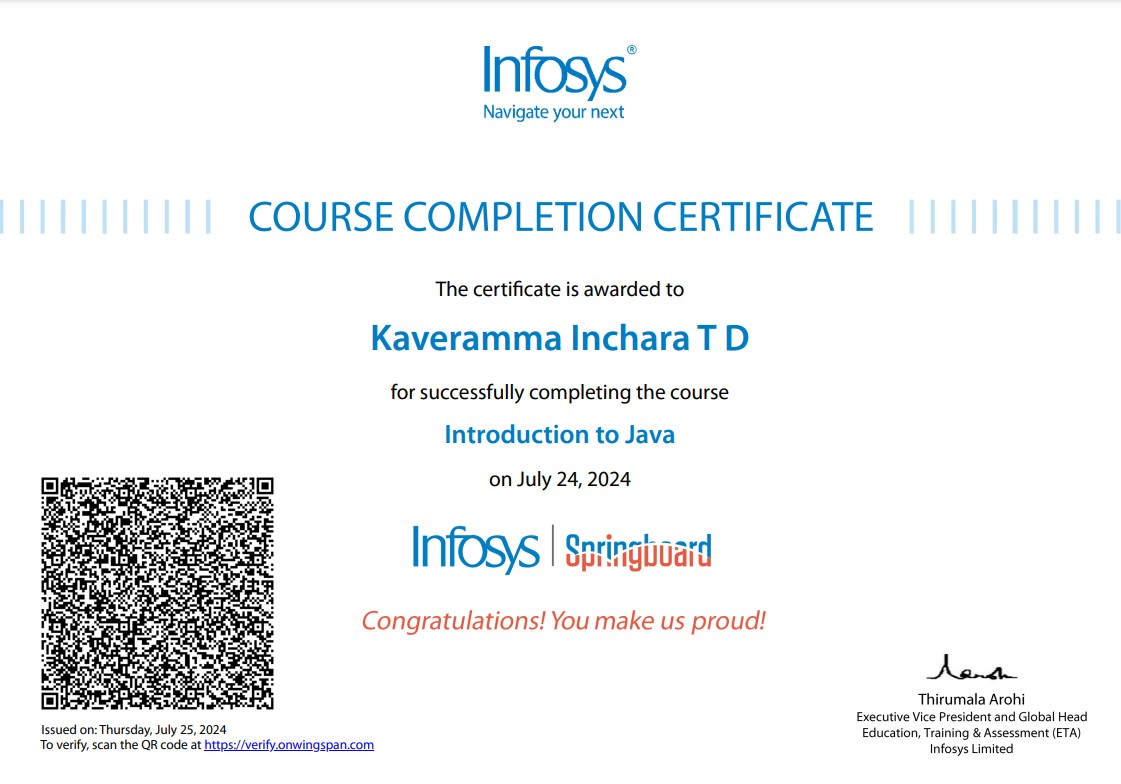 Infosys®
Navigate your next
COURSE COMPLETION CERTIFICATE
The certificate is awarded to
Kaveramma Inchara T D
for successfully completing the course
Introduction to Java
on July 24, 2024
Infosys | Springboard
Congratulations! You make us proud!
Issued on: Thursday, July 25, 2024
To verify, scan the QR code at https://verify.onwingspan.com
Thirumala Arohi
Executive Vice President and Global Head
Education, Training & Assessment (ETA)
Infosys Limited